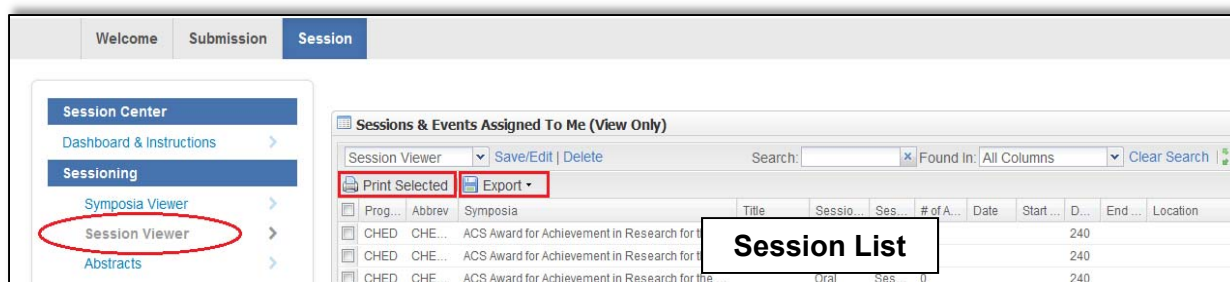 Welcome Submission Session
Session Center
Dashboard & Instructions
Sessioning
Symposia Viewer
Session Viewer
Abstracts
Sessions & Events Assigned To Me (View Only)
Session Viewer Save/Edit | Delete Search: Found In: All Columns Clear Search |
Print Selected Export
Prog... Abbrev Symposia Title Sessio... Ses... # of A... Date Start ... D... End ... Location
CHED CHE... ACS Award for Achievement in Research for th 240
CHED CHE... ACS Award for Achievement in Research for th 240
CHED CHE... ACS Award for Achievement in Research for the ... Oral Ses... 0 240
Session List